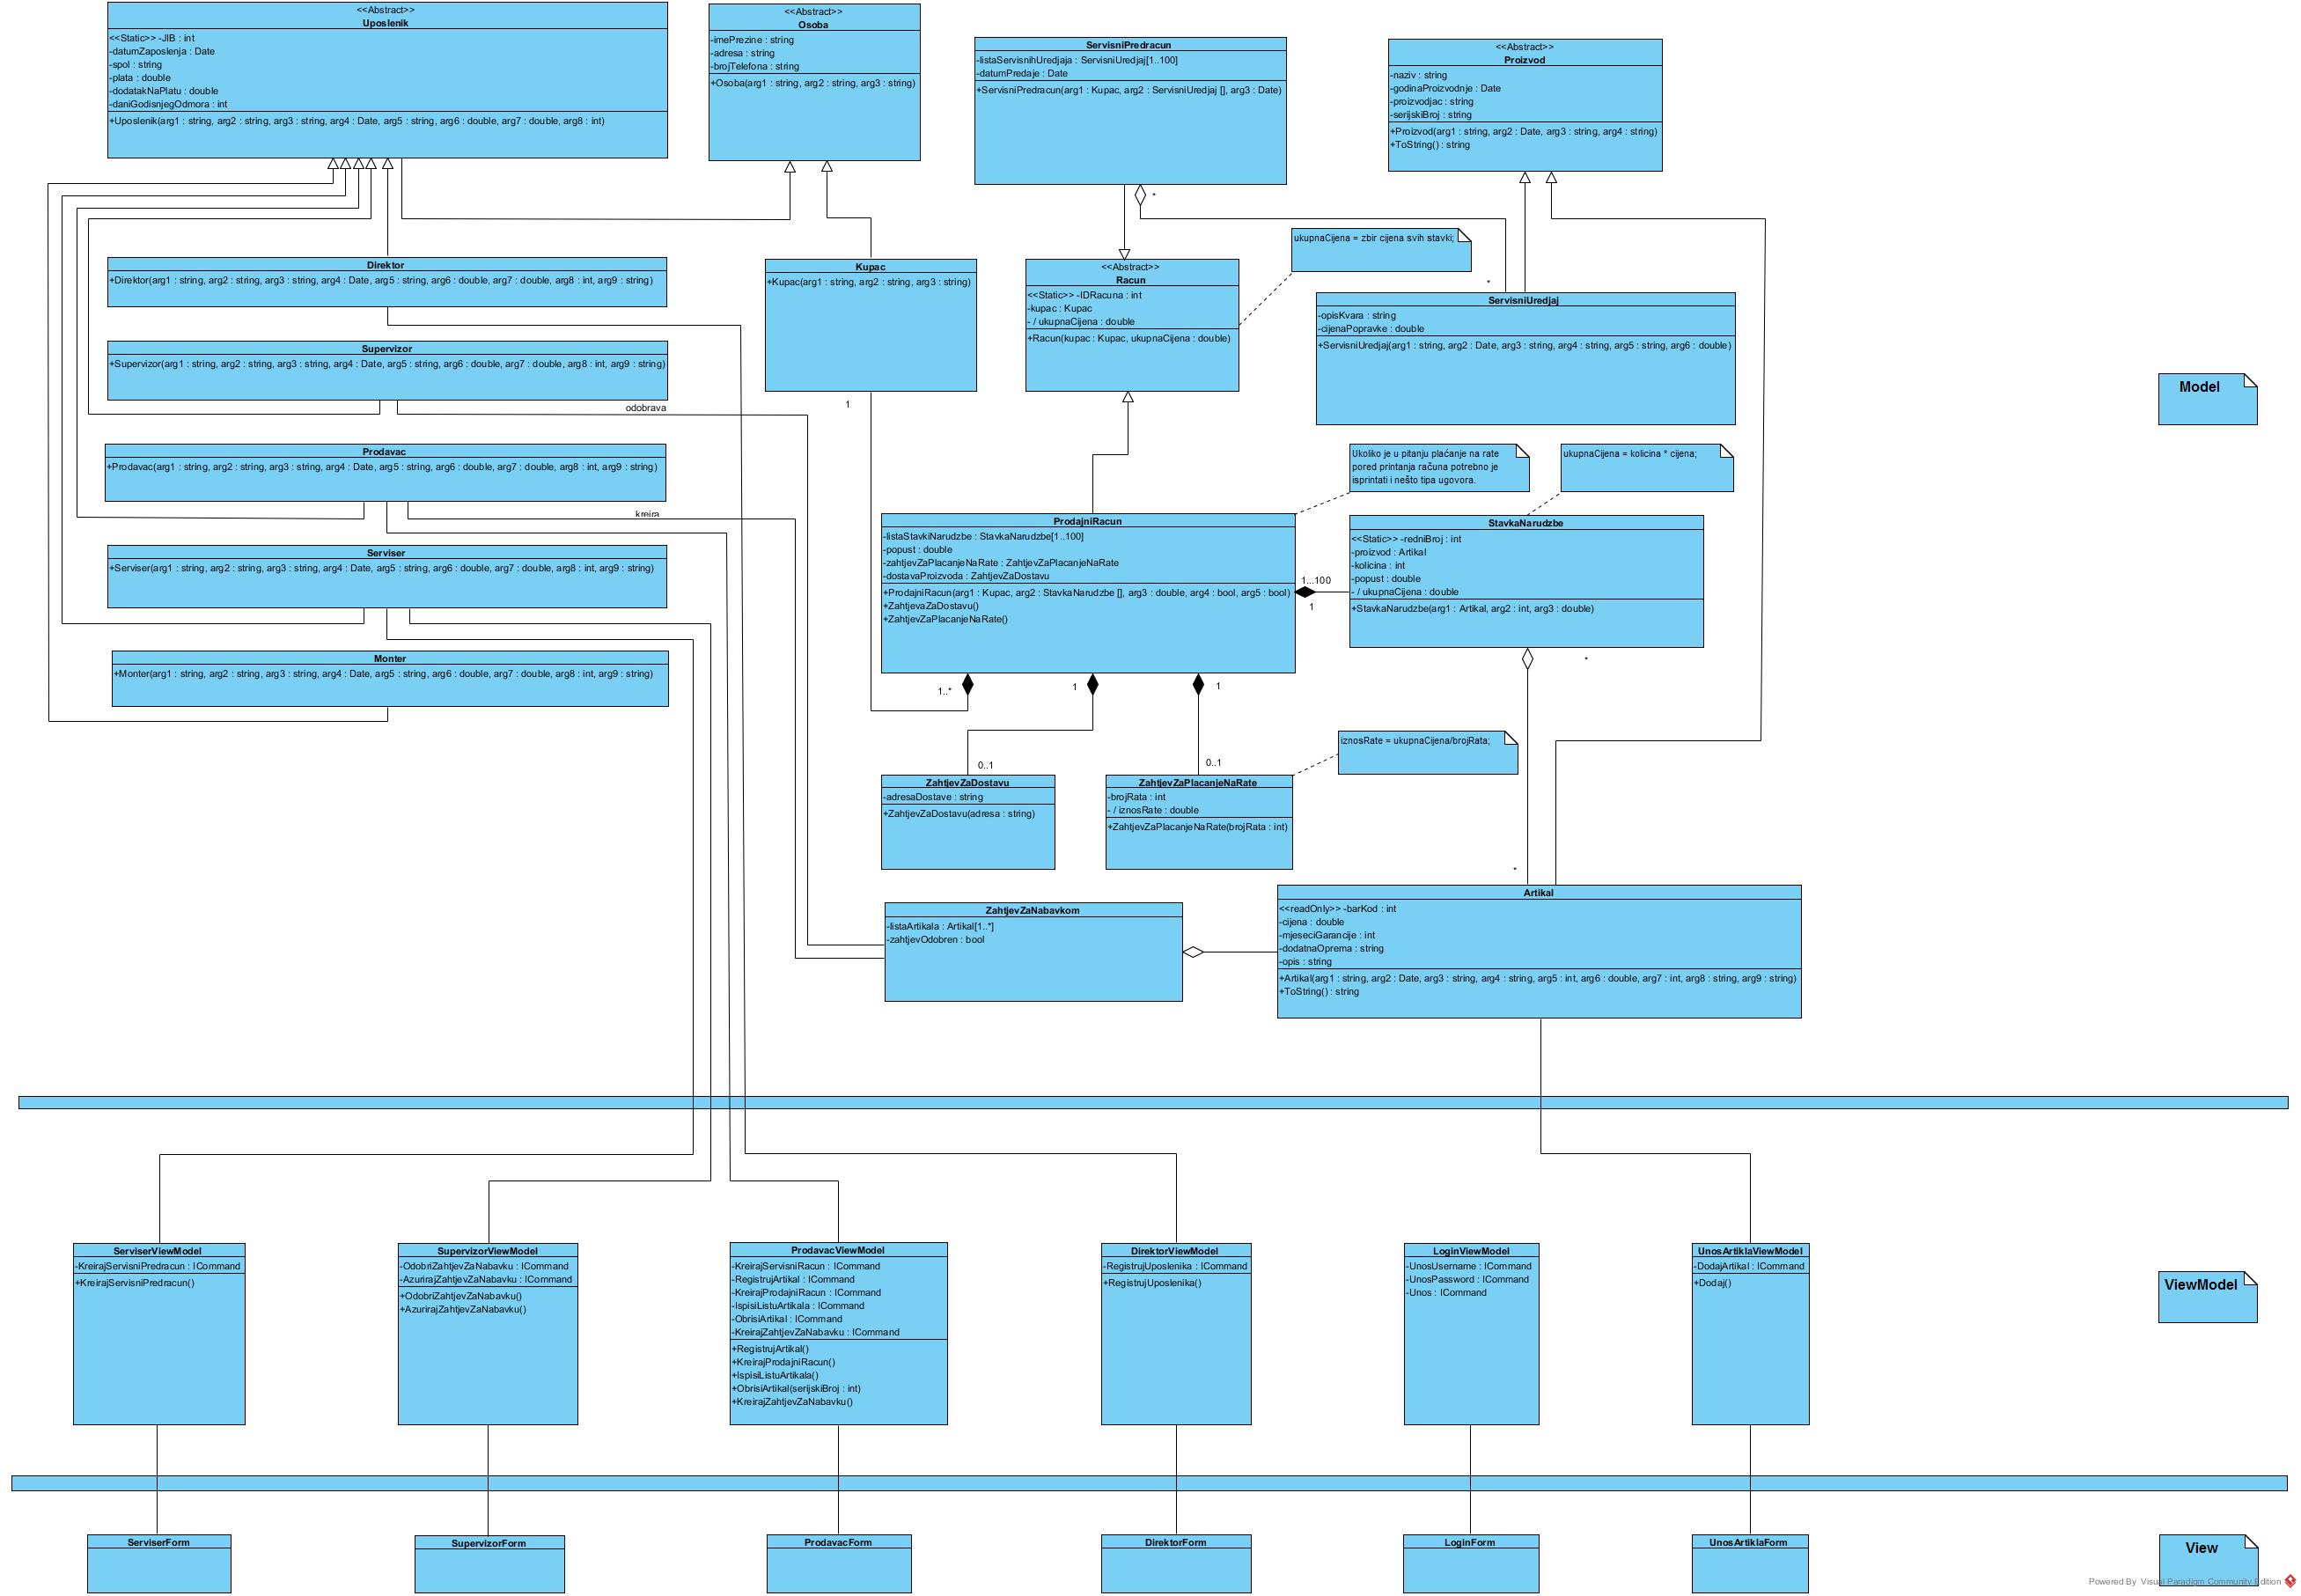 <<Abstract>>
Uposlenik
<<Static>> -JIB : int
-datumZaposlenja : Date
-spol : string
-plata : double
-dodatakNaPlatu : double
-daniGodisnjegOdmora : int
+Uposlenik(arg1 : string, arg2 : string, arg3 : string, arg4 : Date, arg5 : string, arg6 : double, arg7 : double, arg8 : int)
<<Abstract>>
Osoba
-imePrezine : string
-adresa : string
-brojTelefona : string
+Osoba(arg1 : string, arg2 : string, arg3 : string)
ServisniPredracun
-listaServisnihUredjaja : ServisniUredjaj[1..100]
-datumPredaje : Date
+ServisniPredracun(arg1 : Kupac, arg2 : ServisniUredjaj [], arg3 : Date)
*
<<Abstract>>
Proizvod
-naziv : string
-godinaProizvodnje : Date
-proizvodjac : string
-serijskiBroj : string
+Proizvod(arg1 : string, arg2 : Date, arg3 : string, arg4 : string)
+ToString() : string
Direktor
+Direktor(arg1 : string, arg2 : string, arg3 : string, arg4 : Date, arg5 : string, arg6 : double, arg7 : double, arg8 : int, arg9 : string)
Supervizor
+Supervizor(arg1 : string, arg2 : string, arg3 : string, arg4 : Date, arg5 : string, arg6 : double, arg7 : double, arg8 : int, arg9 : string)
odobrava
Prodavac
+Prodavac(arg1 : string, arg2 : string, arg3 : string, arg4 : Date, arg5 : string, arg6 : double, arg7 : double, arg8 : int, arg9 : string)
kreira
Serviser
+Serviser(arg1 : string, arg2 : string, arg3 : string, arg4 : Date, arg5 : string, arg6 : double, arg7 : double, arg8 : int, arg9 : string)
Monter
+Monter(arg1 : string, arg2 : string, arg3 : string, arg4 : Date, arg5 : string, arg6 : double, arg7 : double, arg8 : int, arg9 : string)
Kupac
+Kupac(arg1 : string, arg2 : string, arg3 : string)
1
<<Abstract>>
Racun
<<Static>> -IDRacuna : int
-kupac : Kupac
- / ukupnaCijena : double
+Racun(kupac : Kupac, ukupnaCijena : double)
ukupnaCijena = zbir cijena svih stavki;
*
ServisniUredjaj
-opisKvara : string
-cijenaPopravke : double
+ServisniUredjaj(arg1 : string, arg2 : Date, arg3 : string, arg4 : string, arg5 : string, arg6 : double)
Model
Ukoliko je u pitanju plaćanje na rate
pored printanja računa potrebno je
isprintati i nešto tipa ugovora.
ukupnaCijena = kolicina * cijena;
ProdajniRacun
-listaStavkiNarudzbe : StavkaNarudzbe[1..100]
-popust : double
-zahtjevZaPlacanjeNaRate : ZahtjevZaPlacanjeNaRate
-dostavaProizvoda : ZahtjevZaDostavu
+ProdajniRacun(arg1 : Kupac, arg2 : StavkaNarudzbe [], arg3 : double, arg4 : bool, arg5 : bool)
+ZahtjevaZaDostavu()
+ZahtjevZaPlacanjeNaRate()
1...100
1
StavkaNarudzbe
<<Static>> -redniBroj : int
-proizvod : Artikal
-kolicina : int
-popust : double
- / ukupnaCijena : double
+StavkaNarudzbe(arg1 : Artikal, arg2 : int, arg3 : double)
*
1..*
1
1
0..1
0..1
iznosRate = ukupnaCijena/brojRata;
ZahtjevZaDostavu
-adresaDostave : string
+ZahtjevZaDostavu(adresa : string)
ZahtjevZaPlacanjeNaRate
-brojRata : int
- / iznosRate : double
+ZahtjevZaPlacanjeNaRate(brojRata : int)
*
ZahtjevZaNabavkom
-listaArtikala : Artikal[1..*]
-zahtjevOdobren : bool
Artikal
<<readOnly>> -barKod : int
-cijena : double
-mjeseciGarancije : int
-dodatnaOprema : string
-opis : string
+Artikal(arg1 : string, arg2 : Date, arg3 : string, arg4 : string, arg5 : int, arg6 : double, arg7 : int, arg8 : string, arg9 : string)
+ToString() : string
ServiserViewModel
-KreirajServisniPredracun : ICommand
+KreirajServisniPredracun()
SupervizorViewModel
-OdobriZahtjevZaNabavku : ICommand
-AzurirajZahtjevZaNabavku : ICommand
+OdobriZahtjevZaNabavku()
+AzurirajZahtjevZaNabavku()
ProdavacViewModel
-KreirajServisniRacun : ICommand
-RegistrujArtikal : ICommand
-KreirajProdajniRacun : ICommand
-IspisiListuArtikala : ICommand
-ObrisiArtikal : ICommand
-KreirajZahtjevZaNabavku : ICommand
+RegistrujArtikal()
+KreirajProdajniRacun()
+IspisiListuArtikala()
+ObrisiArtikal(serijskiBroj : int)
+KreirajZahtjevZaNabavku()
DirektorViewModel
-RegistrujUposlenika : ICommand
+RegistrujUposlenika()
LoginViewModel
-UnosUsername : ICommand
-UnosPassword : ICommand
-Unos : ICommand
UnosArtiklaViewModel
-DodajArtikal : ICommand
+Dodaj()
ViewModel
ServiserForm
SupervizorForm
ProdavacForm
DirektorForm
LoginForm
UnosArtiklaForm
View
Powered By Visual Paradigm Community Edition